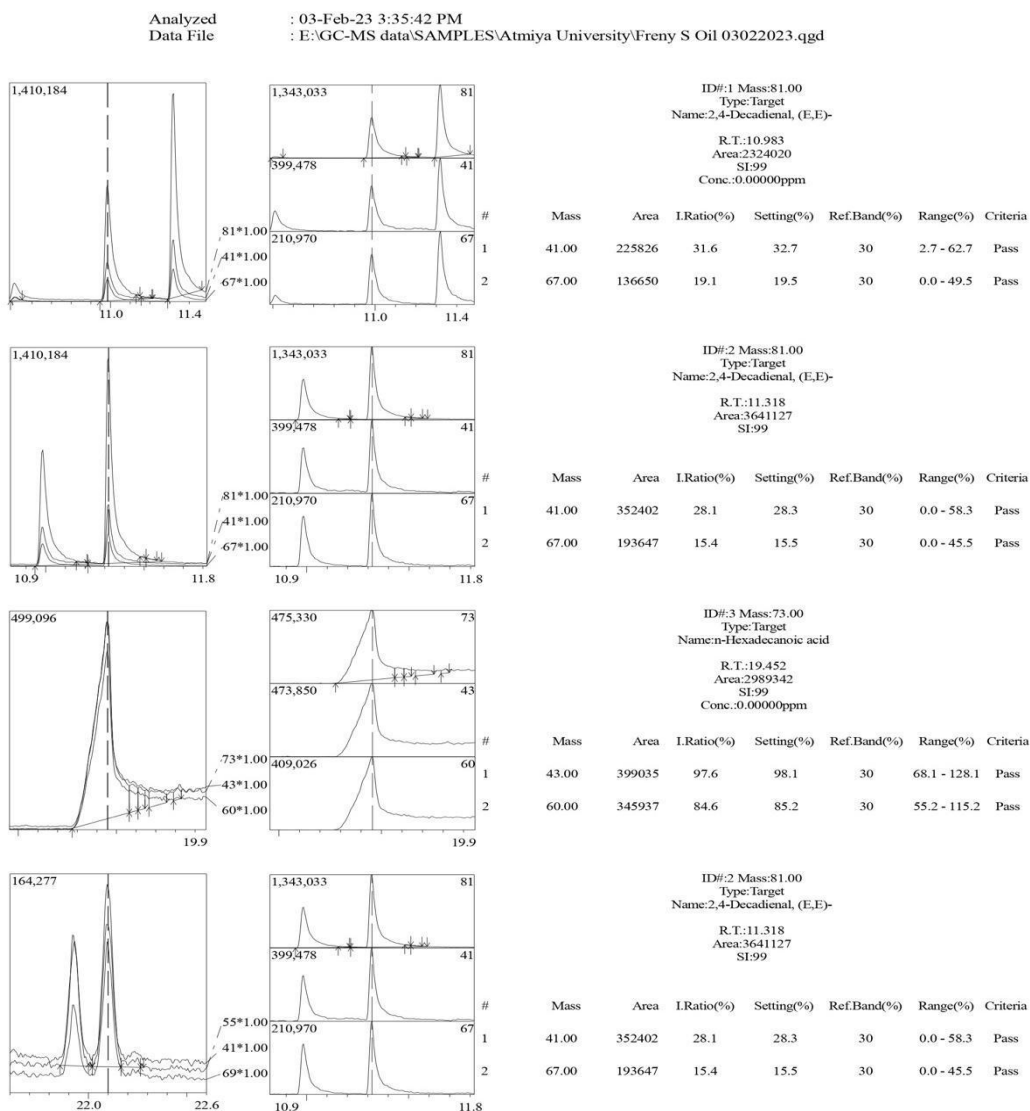 Analyzed : 03-Feb-23 3:35:42 PM
Data File : E:\GC-MS data\SAMPLES\Atmiya University\Freny S Oil 03022023.qgd
1,410,184
81*1.00
41*1.00
67*1.00
11.0 11.4
1,343,033 81
399,478 41
210,970 67
11.0 11.4
ID#:1 Mass:81.00
Type:Target
Name:2,4-Decadienal, (E,E)-
R.T.:10.983
Area:2324020
SI:99
Conc.:0.00000ppm
# Mass Area I.Ratio(%) Setting(%) Ref.Band(%) Range(%) Criteria
1 41.00 225826 31.6 32.7 30 2.7 - 62.7 Pass
2 67.00 136650 19.1 19.5 30 0.0 - 49.5 Pass
1,410,184
81*1.00
41*1.00
67*1.00
10.9 11.8
1,343,033 81
399,478 41
210,970 67
10.9 11.8
ID#:2 Mass:81.00
Type:Target
Name:2,4-Decadienal, (E,E)-
R.T.:11.318
Area:3641127
SI:99
# Mass Area I.Ratio(%) Setting(%) Ref.Band(%) Range(%) Criteria
1 41.00 352402 28.1 28.3 30 0.0 - 58.3 Pass
2 67.00 193647 15.4 15.5 30 0.0 - 45.5 Pass
499,096
73*1.00
43*1.00
60*1.00
19.9
475,330 73
473,850 43
409,026 60
19.9
ID#:3 Mass:73.00
Type:Target
Name:n-Hexadecanoic acid
R.T.:19.452
Area:2989342
SI:99
Conc.:0.00000ppm
# Mass Area I.Ratio(%) Setting(%) Ref.Band(%) Range(%) Criteria
1 43.00 399035 97.6 98.1 30 68.1 - 128.1 Pass
2 60.00 345937 84.6 85.2 30 55.2 - 115.2 Pass
164,277
55*1.00
41*1.00
69*1.00
22.0 22.6
1,343,033 81
399,478 41
210,970 67
10.9 11.8
ID#:2 Mass:81.00
Type:Target
Name:2,4-Decadienal, (E,E)-
R.T.:11.318
Area:3641127
SI:99
# Mass Area I.Ratio(%) Setting(%) Ref.Band(%) Range(%) Criteria
1 41.00 352402 28.1 28.3 30 0.0 - 58.3 Pass
2 67.00 193647 15.4 15.5 30 0.0 - 45.5 Pass